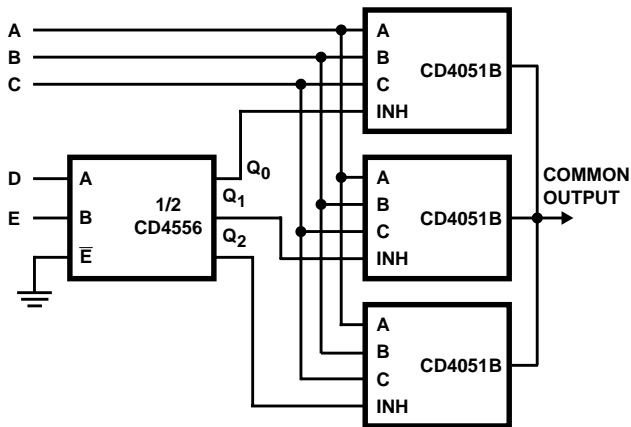 A
B
C
A
B
C
INH
CD4051B
D
E
A
B
E̅
1/2
CD4556
Q0
Q1
Q2
A
B
C
INH
CD4051B
COMMON
OUTPUT
A
B
C
INH
CD4051B